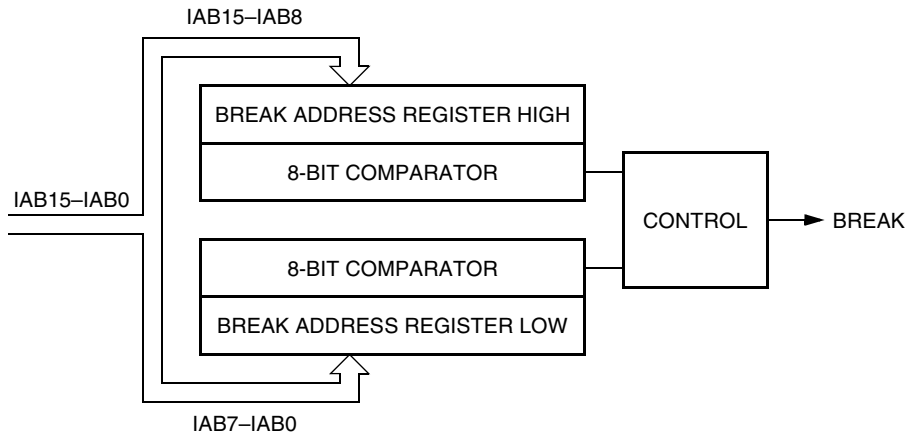 IAB15–IAB8
BREAK ADDRESS REGISTER HIGH
8-BIT COMPARATOR
IAB15–IAB0
CONTROL
BREAK
8-BIT COMPARATOR
BREAK ADDRESS REGISTER LOW
IAB7–IAB0